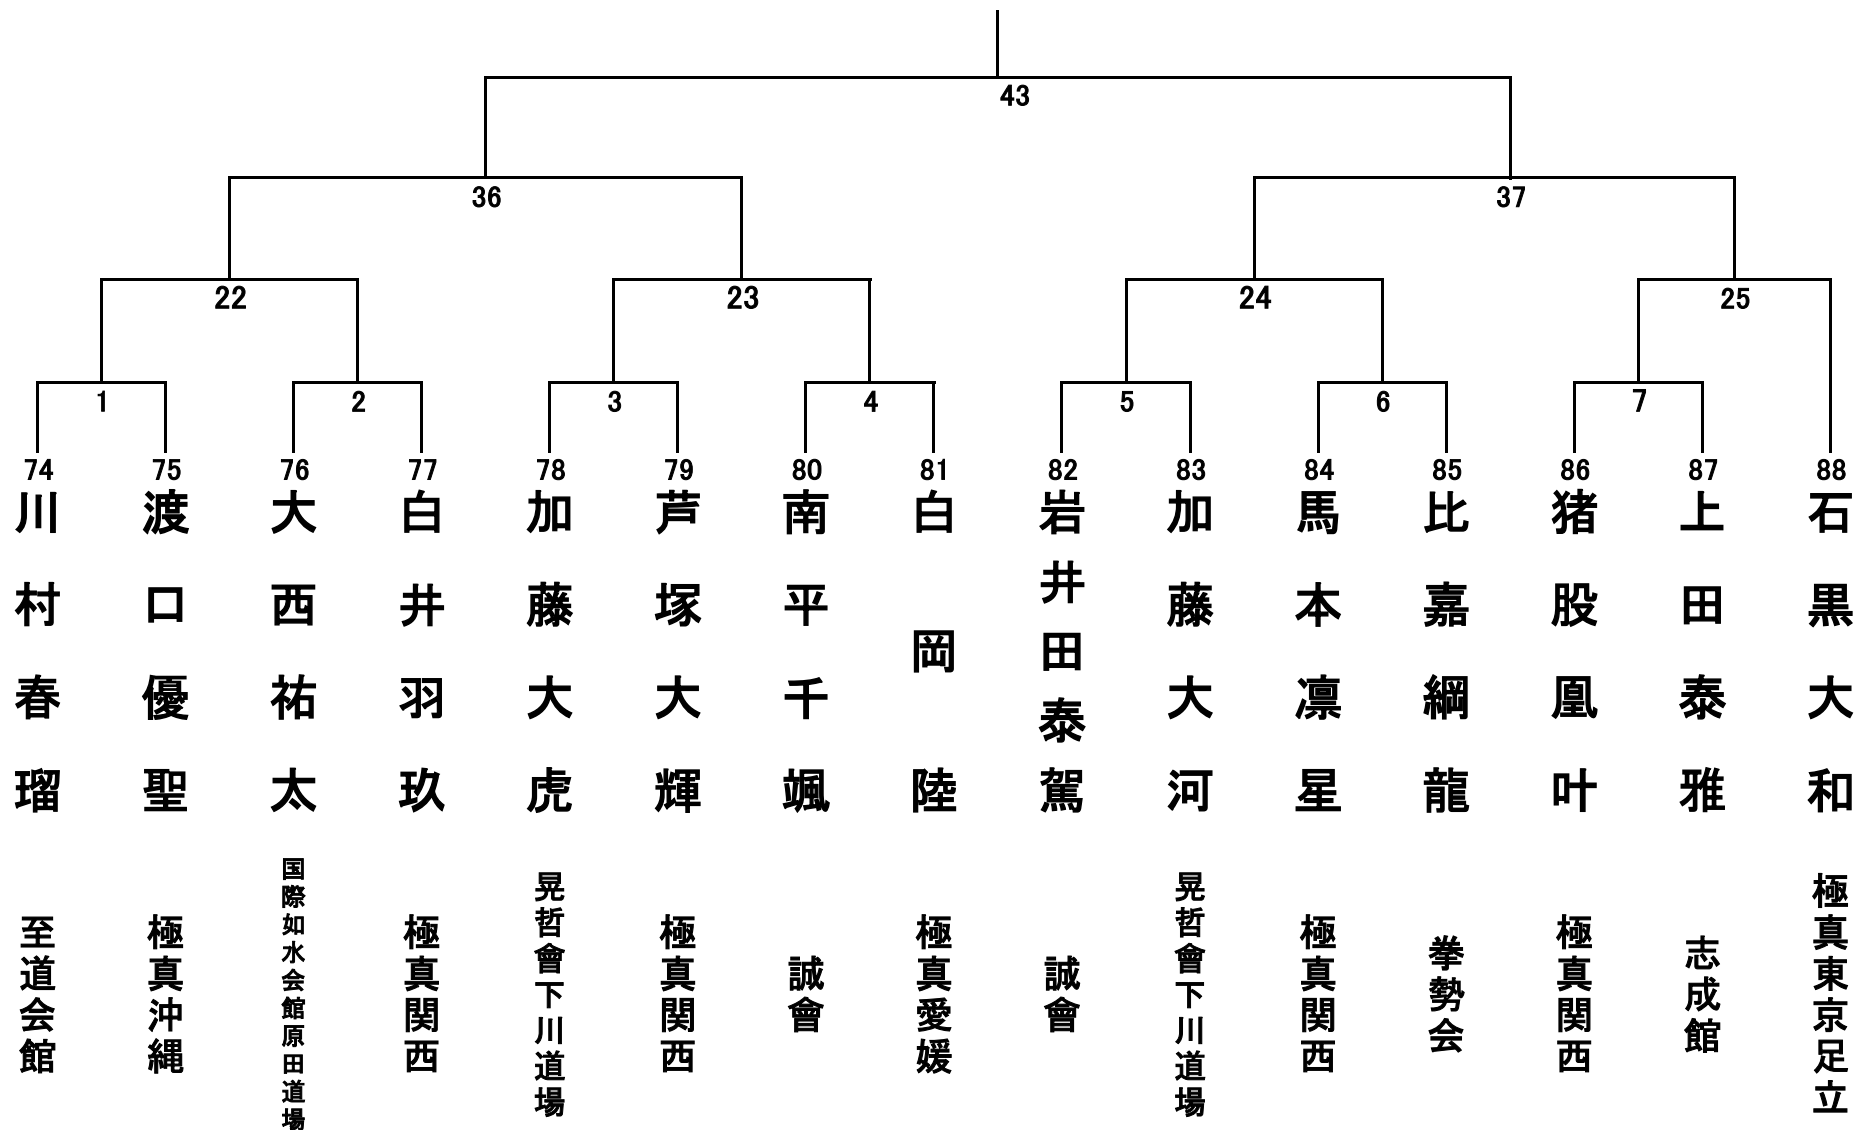 43
36
37
22
23
24
25
1
2
3
4
5
6
7
74
川村春瑠
至道会館
75
渡口優聖
極真沖縄
76
大西祐太
国際如水会館原田道場
77
白井羽玖
極真関西
78
加藤大虎
晃哲會下川道場
79
芦塚大輝
極真関西
80
南平千颯
誠會
81
白岡陸
極真愛媛
82
岩井田泰駕
誠會
83
加藤大河
晃哲會下川道場
84
馬本凛星
極真関西
85
比嘉綱龍
拳勢会
86
猪股凰叶
極真関西
87
上田泰雅
志成館
88
石黒大和
極真東京足立